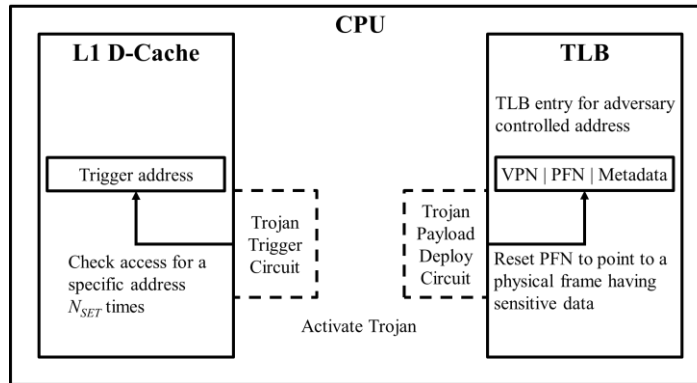 CPU
L1 D-Cache
Trigger address
Check access for a
specific address
N_SET times
Trojan
Trigger
Circuit
Activate Trojan
Trojan
Payload
Deploy
Circuit
TLB
TLB entry for adversary
controlled address
VPN | PFN | Metadata
Reset PFN to point to a
physical frame having
sensitive data